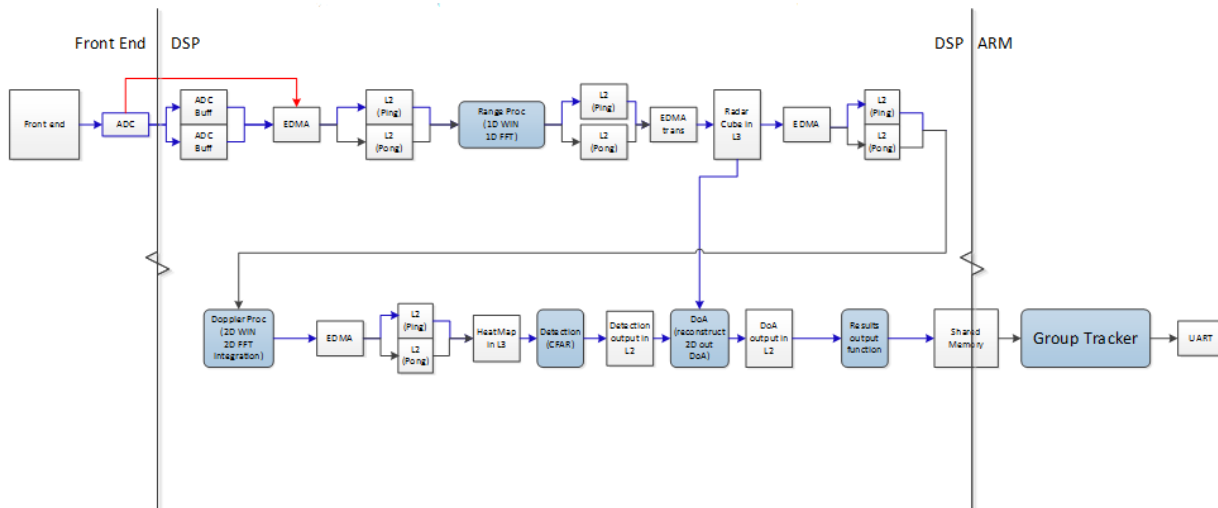 Front End
DSP
DSP
ARM
Front end
ADC
ADC
Buff
ADC
Buff
EDMA
L2
(Ping)
L2
(Pong)
Range Proc
(1D WIN
1D FFT)
L2
(Ping)
L2
(Pong)
EDMA
trans
Radar
Cube in
L3
EDMA
L2
(Ping)
L2
(Pong)
Doppler Proc
(2D WIN
2D FFT
Integration)
EDMA
L2
(Ping)
L2
(Pong)
HeatMap
in L3
Detection
(CFAR)
Detection
output in
L2
DoA
(reconstruct
2D out
DoA)
DoA
output in
L2
Results
output
function
Shared
Memory
Group Tracker
UART